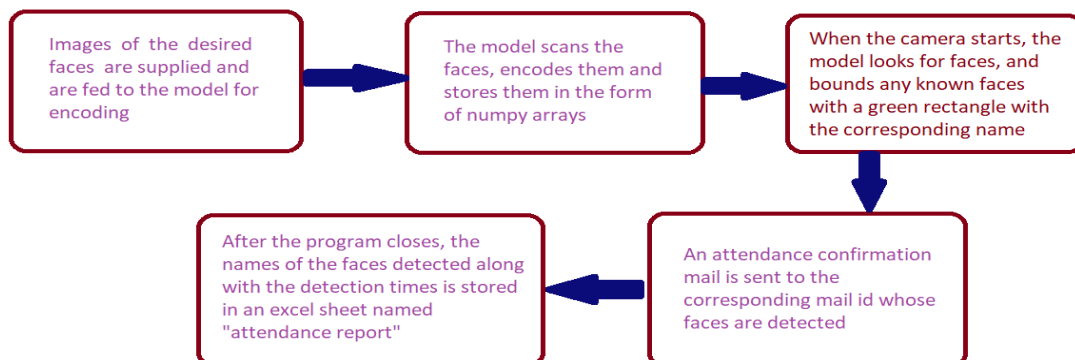 Images of the desired
faces are supplied and
are fed to the model for
encoding
The model scans the
faces, encodes them and
stores them in the form
of numpy arrays
When the camera starts, the
model looks for faces, and
bounds any known faces
with a green rectangle with
the corresponding name
An attendance confirmation
mail is sent to the
corresponding mail id whose
faces are detected
After the program closes, the
names of the faces detected along
with the detection times is stored
in an excel sheet named
"attendance report"